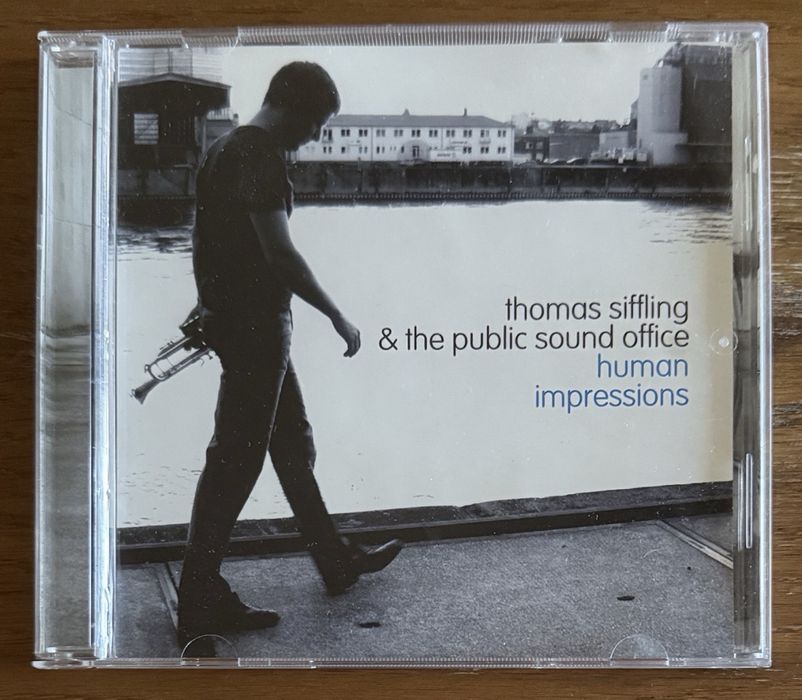 thomas siffling
& the public sound office
human
impressions